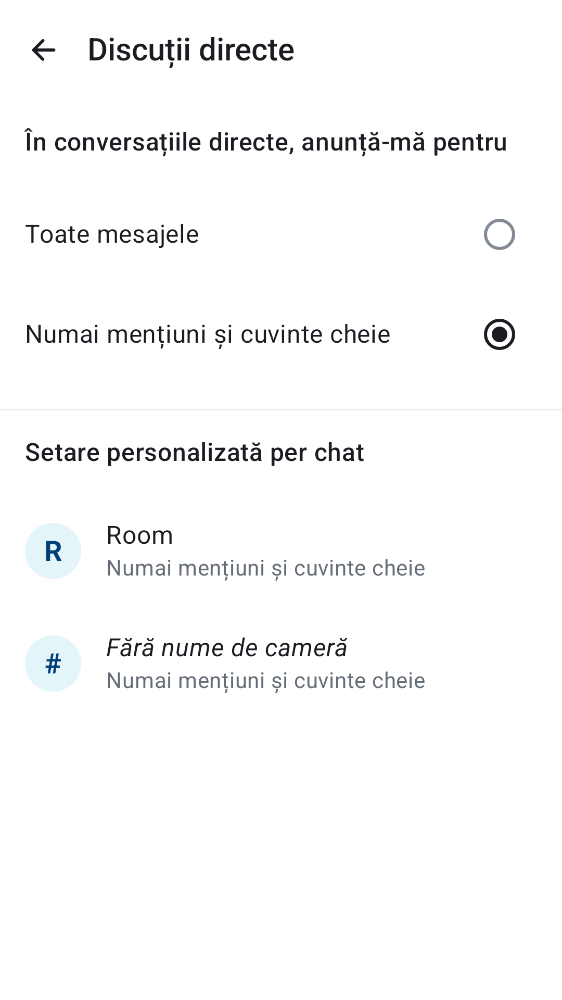 Discuții directe
În conversațiile directe, anunță-mă pentru
Toate mesajele
Numai mențiuni și cuvinte cheie
Setare personalizată per chat
R
Room
Numai mențiuni și cuvinte cheie
#
Fără nume de cameră
Numai mențiuni și cuvinte cheie